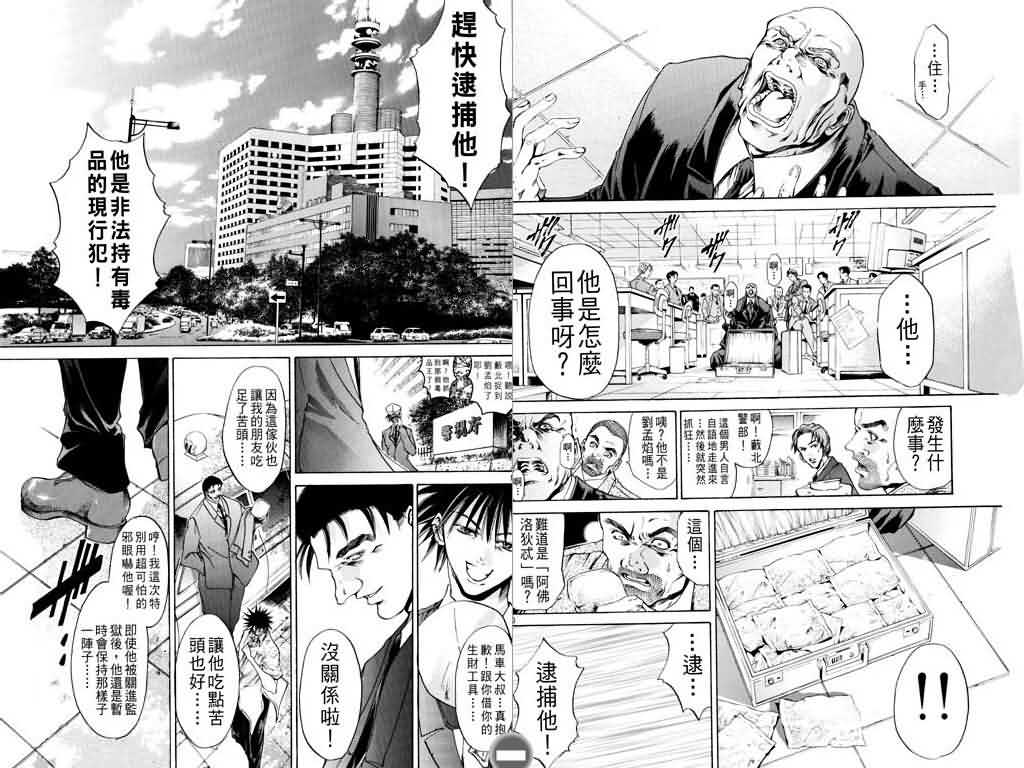 …住…
手…
…他…
他是怎麼
回事呀？
啊…
啊…
發生什
麼事？
啊！戴北
警部！
這個男人自言
自語地走進來
…然後就突然
抓狂……
咦？他不是
劉孟焰嗎…
啊…
啊…
！！
這個…
難道是「阿佛
洛狄忒」嗎？
…逮…
逮捕他！
趕快逮捕他！
他是非法持有毒
品的現行犯！
警視庁
馬車大叔…真抱
歉！跟你借你的
生財工具……
沒關係啦！
因為這傢伙也
讓我的朋友吃
足了苦頭…
讓他吃點苦
頭也好……
哼！我這次特
別用超可怕的
邪眼嚇他喔！
即使他被關進監
獄後，他還是暫
時會保持那樣子
一陣子……